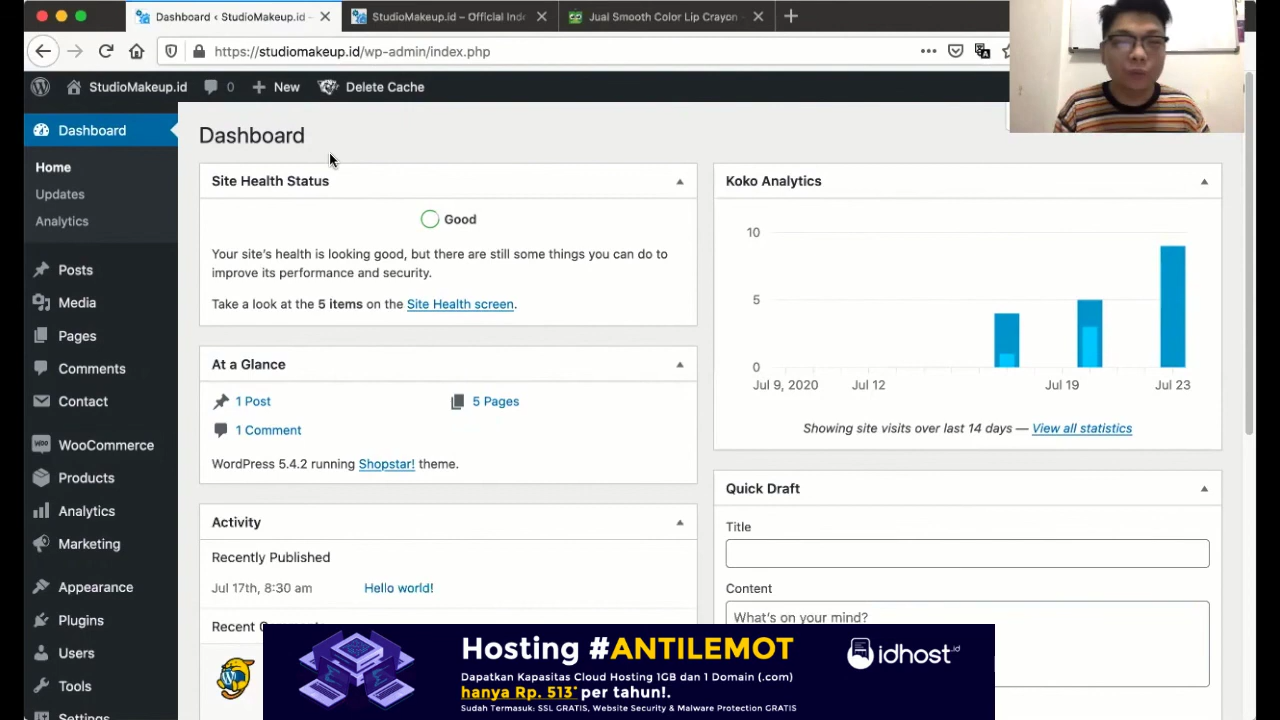 Dashboard ‹ StudioMakeup.id –
StudioMakeup.id – Official Ind
Jual Smooth Color Lip Crayon -
https://studiomakeup.id/wp-admin/index.php
StudioMakeup.id
0
New
Delete Cache
Dashboard
Home
Updates
Analytics
Posts
Media
Pages
Comments
Contact
WooCommerce
Products
Analytics
Marketing
Appearance
Plugins
Users
Tools
Settings
Dashboard
Site Health Status
Good
Your site's health is looking good, but there are still some things you can do to
improve its performance and security.
Take a look at the 5 items on the Site Health screen.
At a Glance
1 Post
5 Pages
1 Comment
WordPress 5.4.2 running Shopstar! theme.
Activity
Recently Published
Jul 17th, 8:30 am
Hello world!
Koko Analytics
10
5
0
Jul 9, 2020
Jul 12
Jul 19
Jul 23
Showing site visits over last 14 days — View all statistics
Quick Draft
Title
Content
What's on your mind?
Recent
Hosting #ANTILEMOT
Dapatkan Kapasitas Cloud Hosting 1GB dan 1 Domain (.com)
hanya Rp. 513* per tahun!.
Sudah Termasuk: SSL GRATIS, Website Security & Malware Protection GRATIS
idhost.id